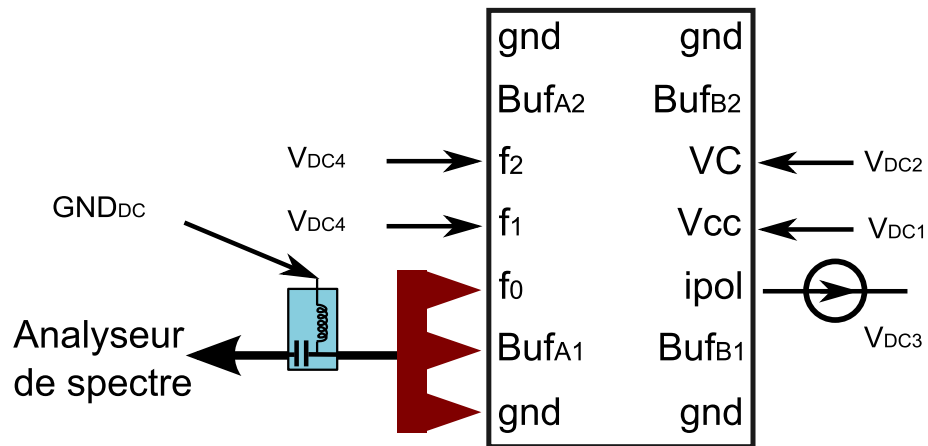 gnd gnd
BufA2 BufB2
VDC4 f2 VC VDC2
GNDDC
VDC4 f1 Vcc VDC1
f0 ipol
VDC3
Analyseur
de spectre
BufA1 BufB1
gnd gnd